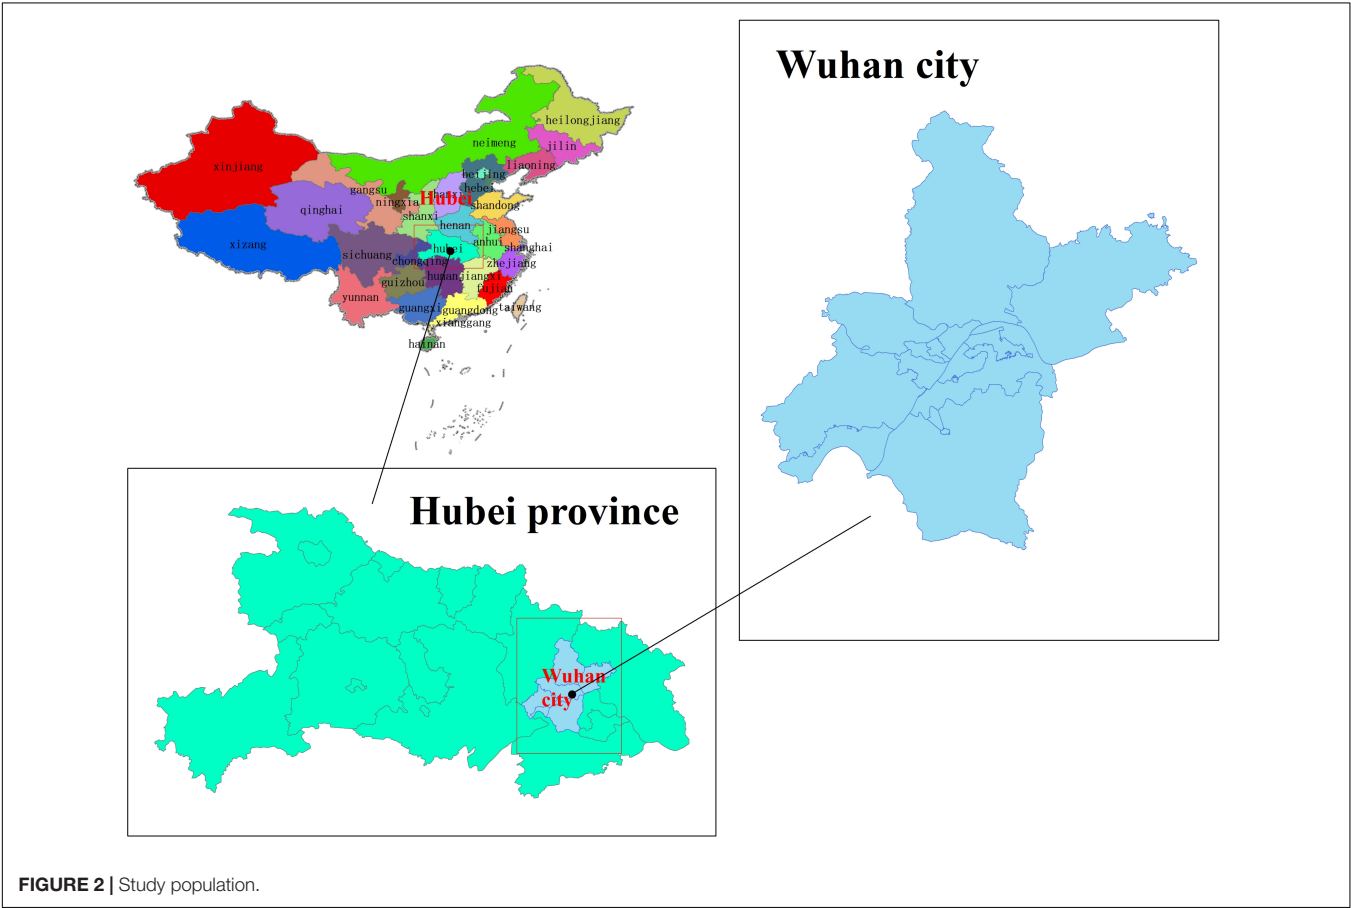 Wuhan city
heilongjiang
neimeng
jilin
xinjiang
liaoning
beijing
gangsu
hebei
shanxi
Hubei
ningxia
shandong
qinghai
shanxi
henan
jiangsu
xizang
anhui
hubei
shanghai
sichuang
chongqing
zhejiang
guizhou
hunan
jiangxi
fujian
yunnan
guangxi
guangdong
taiwang
xianggang
hainan
Hubei province
Wuhan
city
FIGURE 2 | Study population.